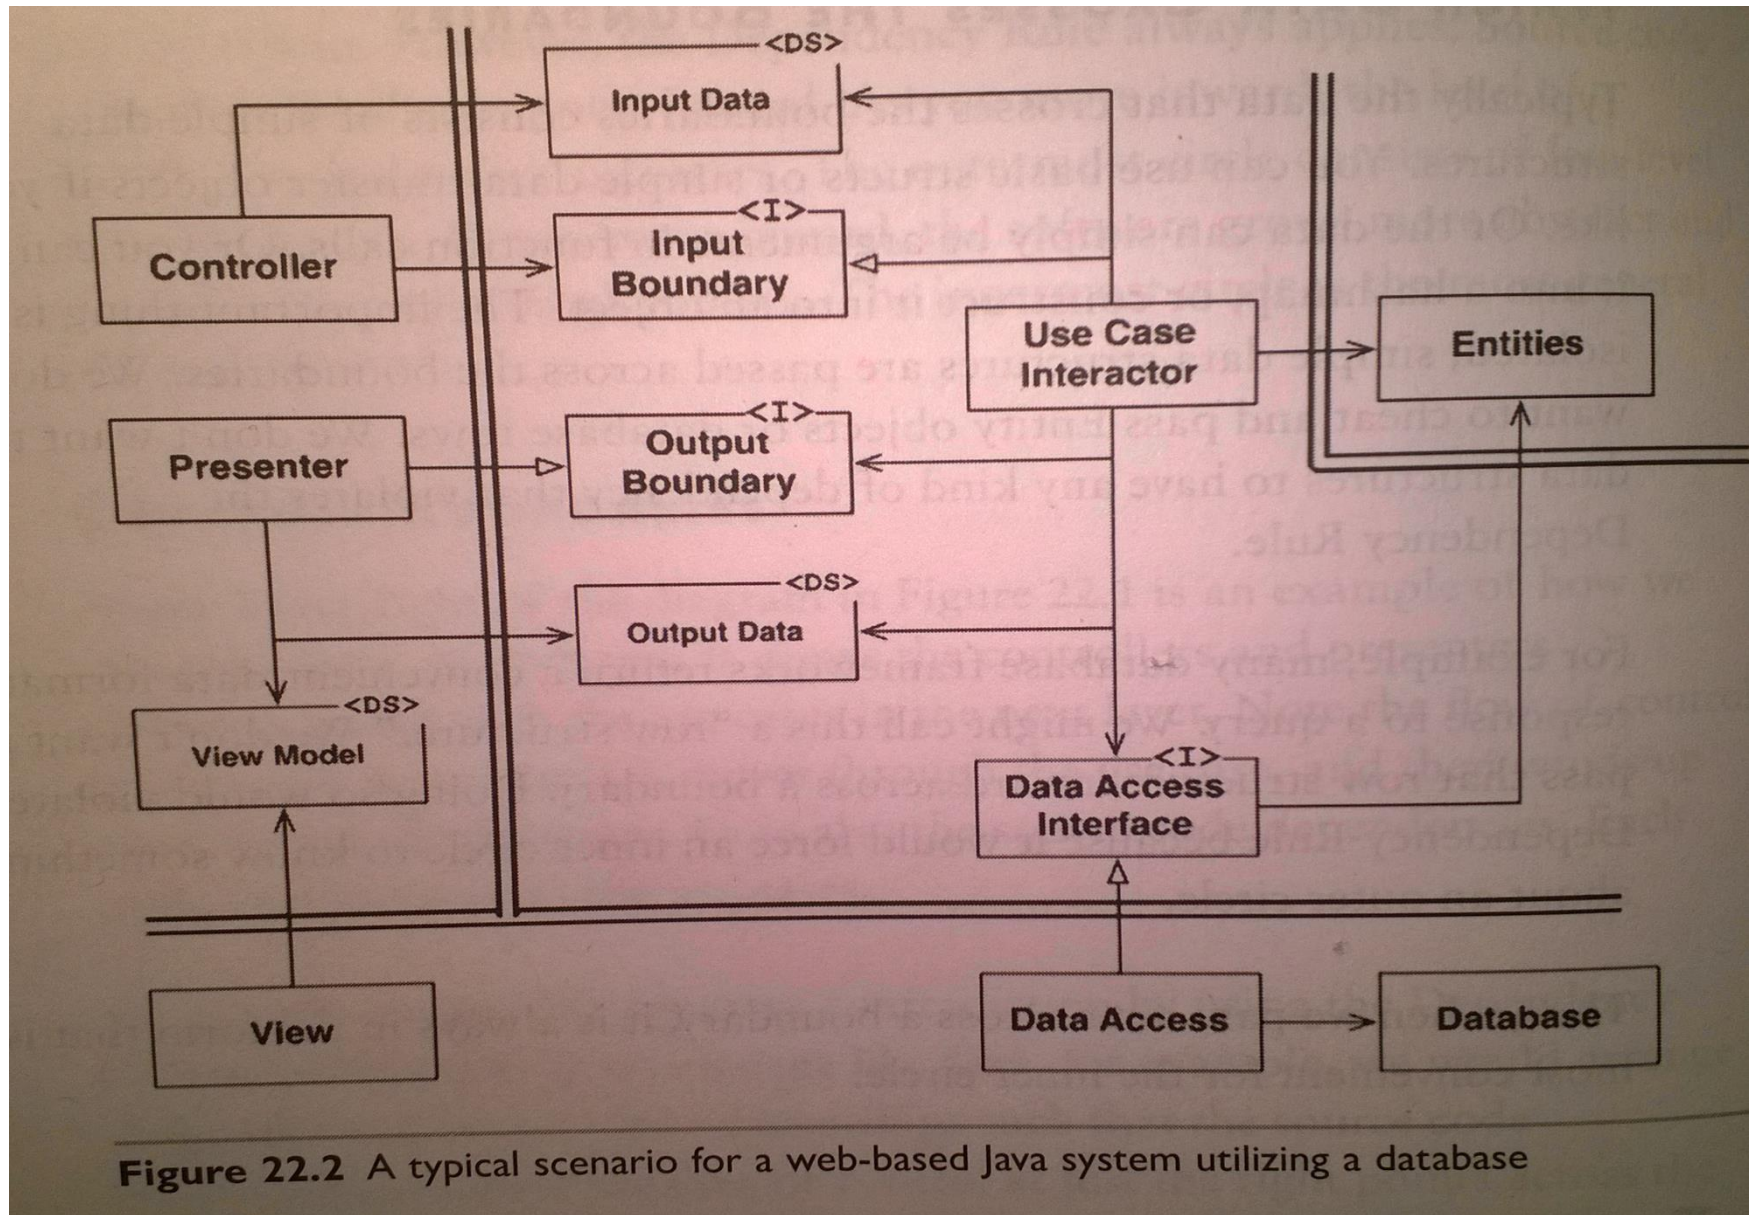 <DS>
Input Data
<I>
Input
Boundary
Controller
Use Case
Interactor
Entities
<I>
Output
Boundary
Presenter
<DS>
Output Data
<DS>
View Model
<I>
Data Access
Interface
View
Data Access
Database
Figure 22.2 A typical scenario for a web-based Java system utilizing a database